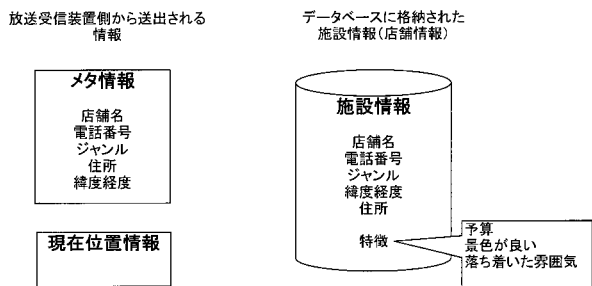 放送受信装置側から送出される
情報
メタ情報
店舗名
電話番号
ジャンル
住所
緯度経度
現在位置情報
データベースに格納された
施設情報(店舗情報)
施設情報
店舗名
電話番号
ジャンル
緯度経度
住所
特徴
予算
景色が良い
落ち着いた雰囲気